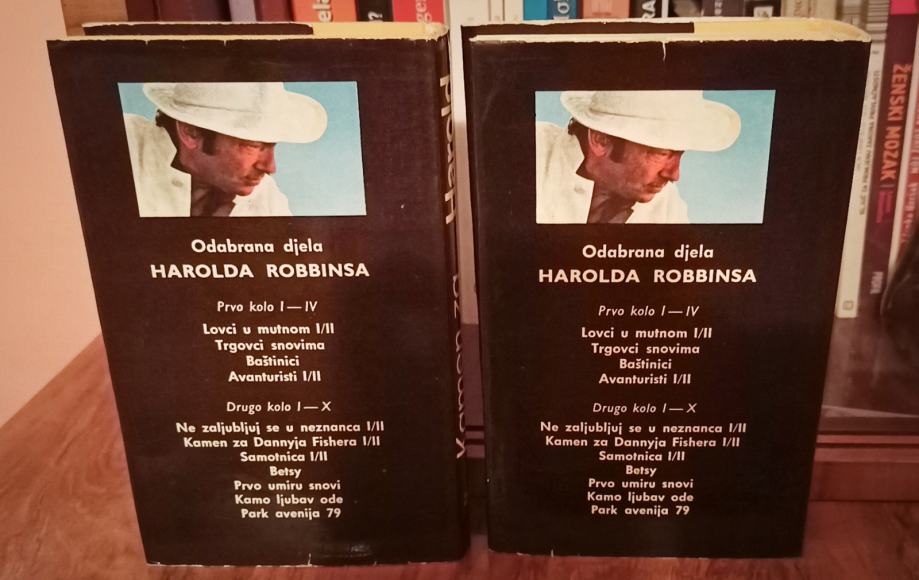 Odabrana djela
HAROLDA ROBBINSA
Prvo kolo I — IV
Lovci u mutnom I/II
Trgovci snovima
Baštinici
Avanturisti I/II
Drugo kolo I — X
Ne zaljubljuj se u neznanca I/II
Kamen za Dannyja Fishera I/II
Samotnica I/II
Betsy
Prvo umiru snovi
Kamo ljubav ode
Park avenija 79
Harold
Kamen za
Odabrana djela
HAROLDA ROBBINSA
Prvo kolo I — IV
Lovci u mutnom I/II
Trgovci snovima
Baštinici
Avanturisti I/II
Drugo kolo I — X
Ne zaljubljuj se u neznanca I/II
Kamen za Dannyja Fishera I/II
Samotnica I/II
Betsy
Prvo umiru snovi
Kamo ljubav ode
Park avenija 79
ŽENSKI MOZAK